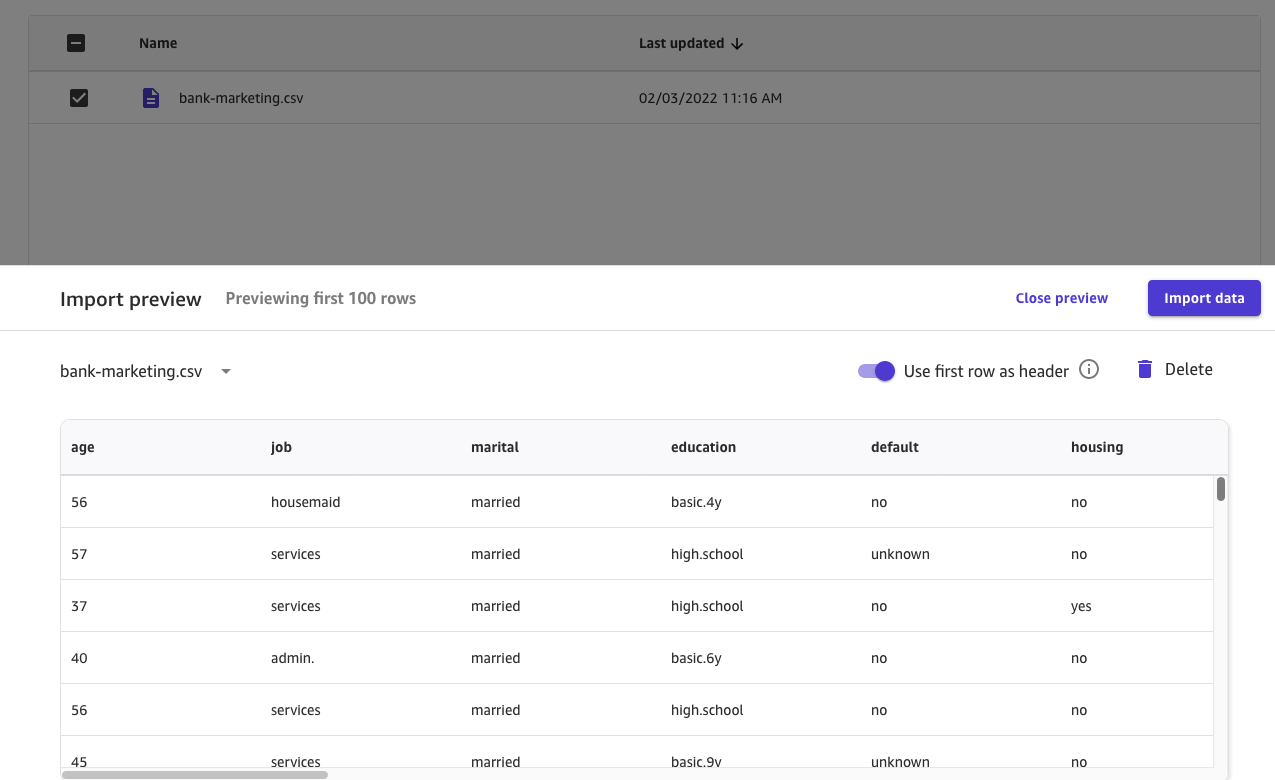 Name Last updated
bank-marketing.csv 02/03/2022 11:16 AM
Import preview Previewing first 100 rows Close preview Import data
bank-marketing.csv Use first row as header Delete
age job marital education default housing
56 housemaid married basic.4y no no
57 services married high.school unknown no
37 services married high.school no yes
40 admin. married basic.6y no no
56 services married high.school no no
45 services married basic.9y unknown no